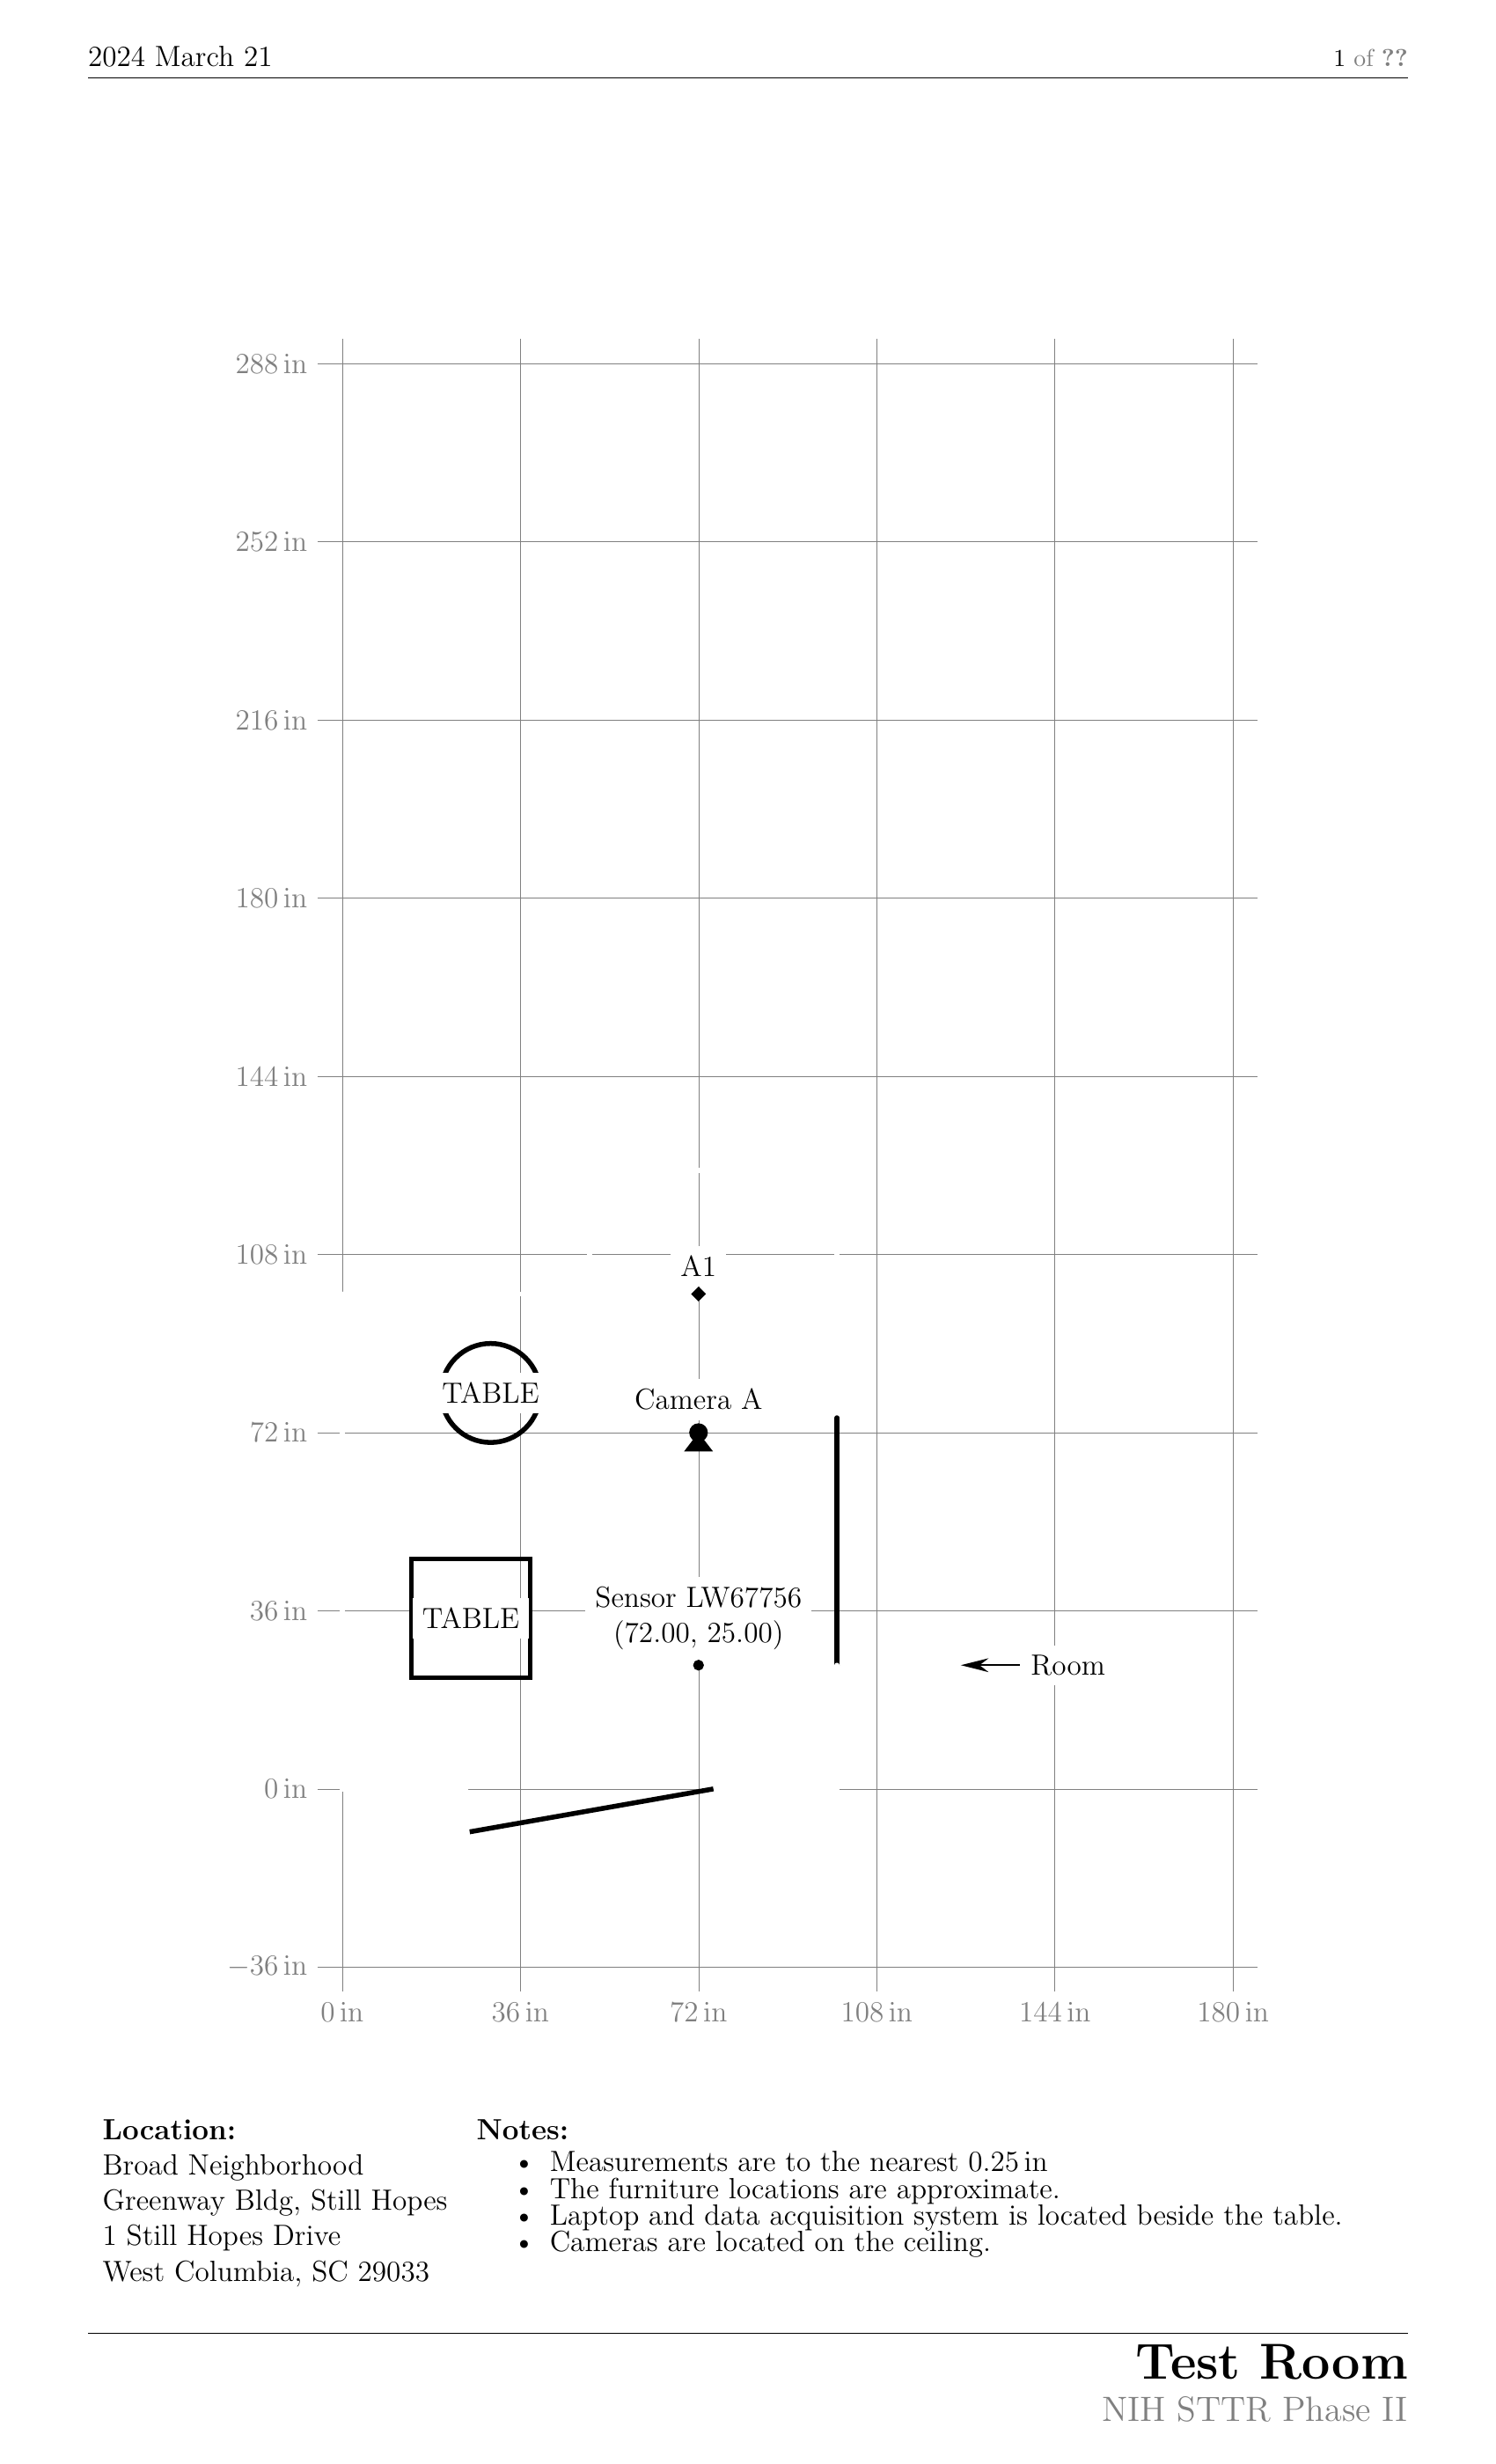 2024 March 21
1 of ??
288 in
252 in
216 in
180 in
144 in
108 in
A1
TABLE
Camera A
72 in
Sensor LW67756
36 in
TABLE
(72.00, 25.00)
Room
0 in
−36 in
0 in
36 in
72 in
108 in
144 in
180 in
Location:
Broad Neighborhood
Greenway Bldg, Still Hopes
1 Still Hopes Drive
West Columbia, SC 29033
Notes:
• Measurements are to the nearest 0.25 in
• The furniture locations are approximate.
• Laptop and data acquisition system is located beside the table.
• Cameras are located on the ceiling.
Test Room
NIH STTR Phase II